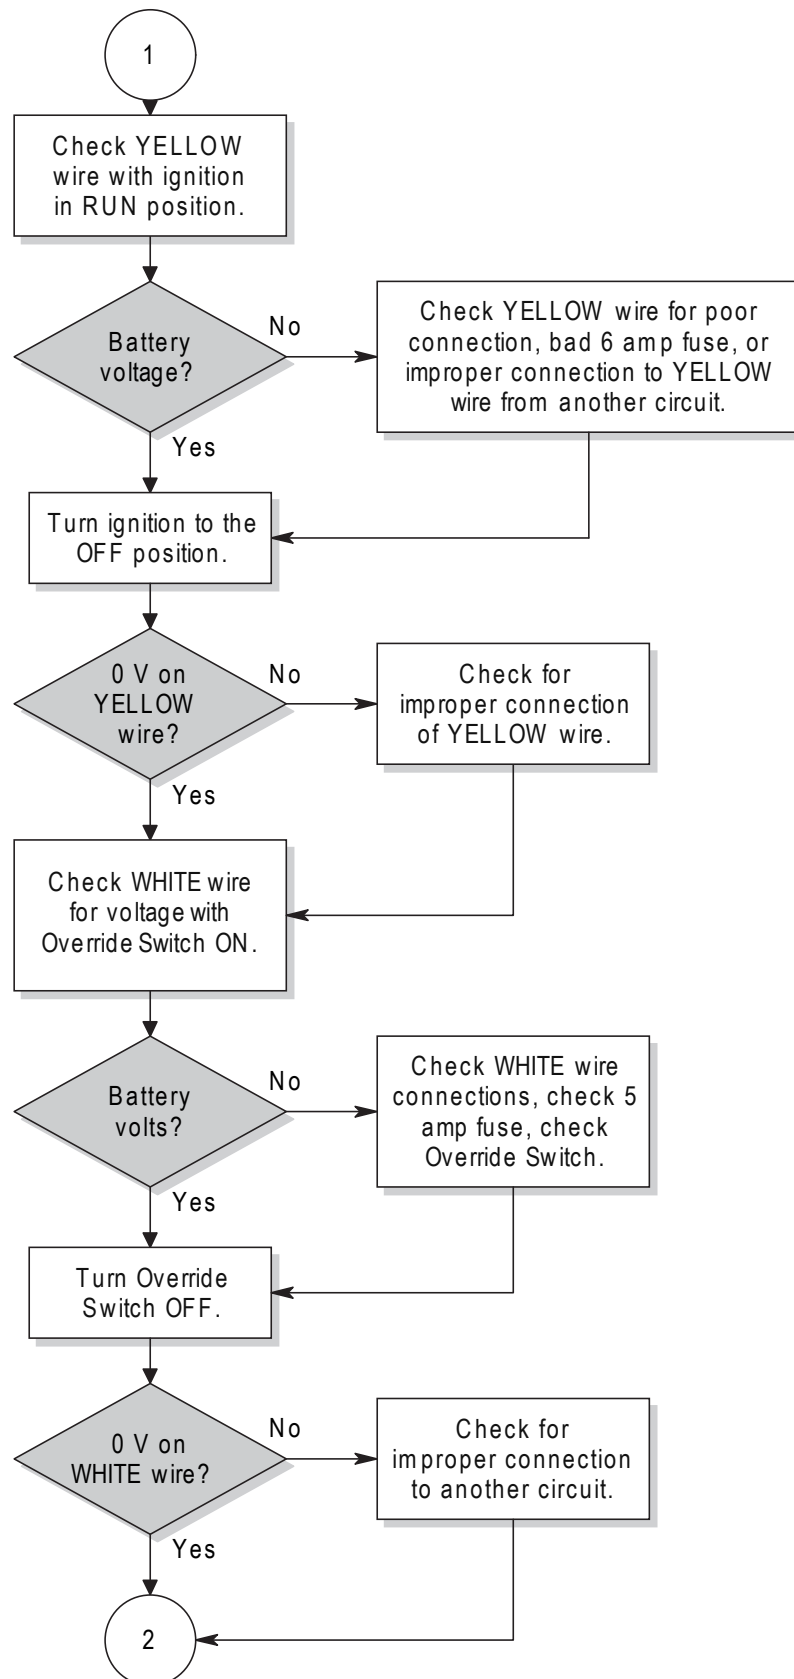 1
Check YELLOW
wire with ignition
in RUN position.
Battery
voltage?
No
Check YELLOW wire for poor
connection, bad 6 amp fuse, or
improper connection to YELLOW
wire from another circuit.
Yes
Turn ignition to the
OFF position.
0 V on
YELLOW
wire?
No
Check for
improper connection
of YELLOW wire.
Yes
Check WHITE wire
for voltage with
Override Switch ON.
Battery
volts?
No
Check WHITE wire
connections, check 5
amp fuse, check
Override Switch.
Yes
Turn Override
Switch OFF.
0 V on
WHITE wire?
No
Check for
improper connection
to another circuit.
Yes
2